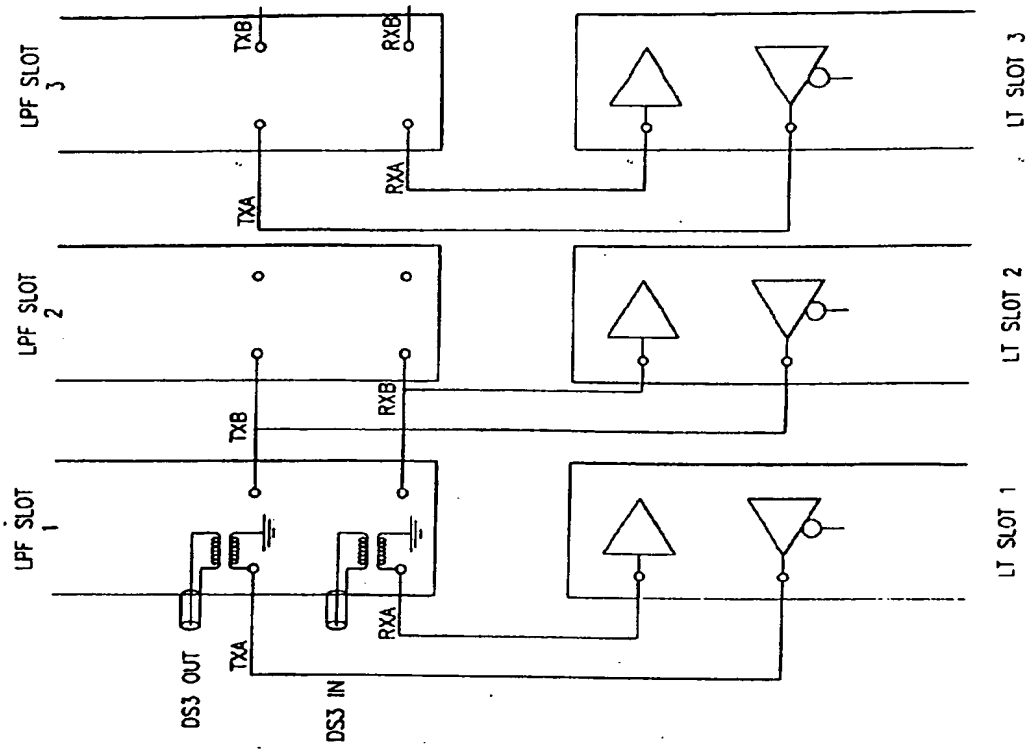 LPF SLOT
1
LPF SLOT
2
LPF SLOT
3
DS3 OUT
TXA
TXB
TXA
TXB
DS3 IN
RXA
RXB
RXA
RXB
LT SLOT 1
LT SLOT 2
LT SLOT 3